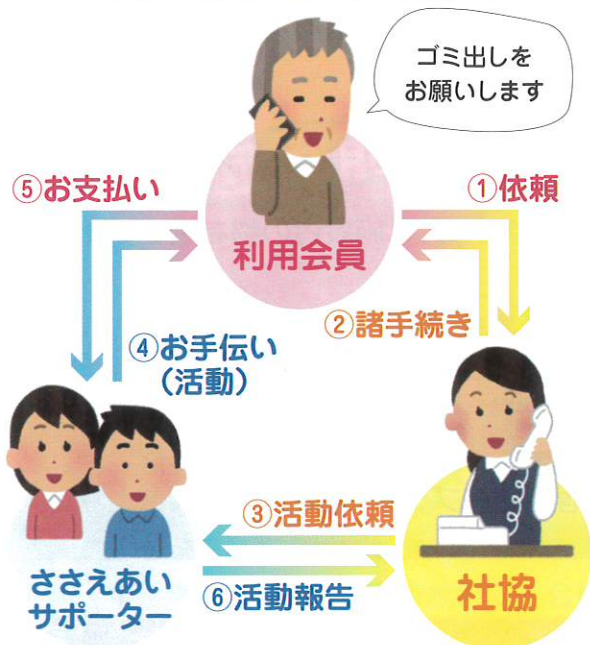 ゴミ出しを
お願いします
⑤お支払い
①依頼
利用会員
②諸手続き
④お手伝い
（活動）
③活動依頼
ささえあい
サポーター
⑥活動報告
社協